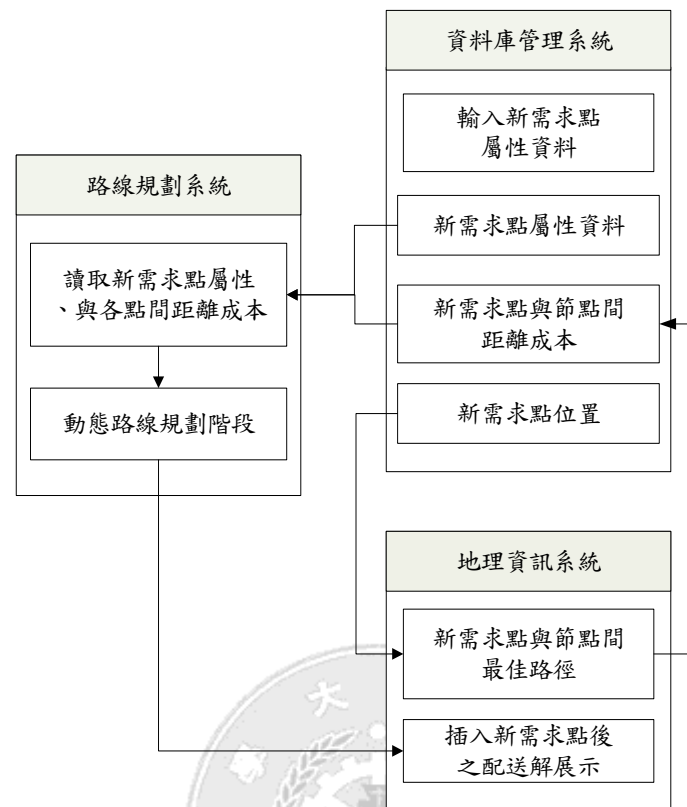 資料庫管理系統
輸入新需求點
屬性資料
新需求點屬性資料
新需求點與節點間
距離成本
新需求點位置
路線規劃系統
讀取新需求點屬性
、與各點間距離成本
動態路線規劃階段
地理資訊系統
新需求點與節點間
最佳路徑
插入新需求點後
之配送解展示
大